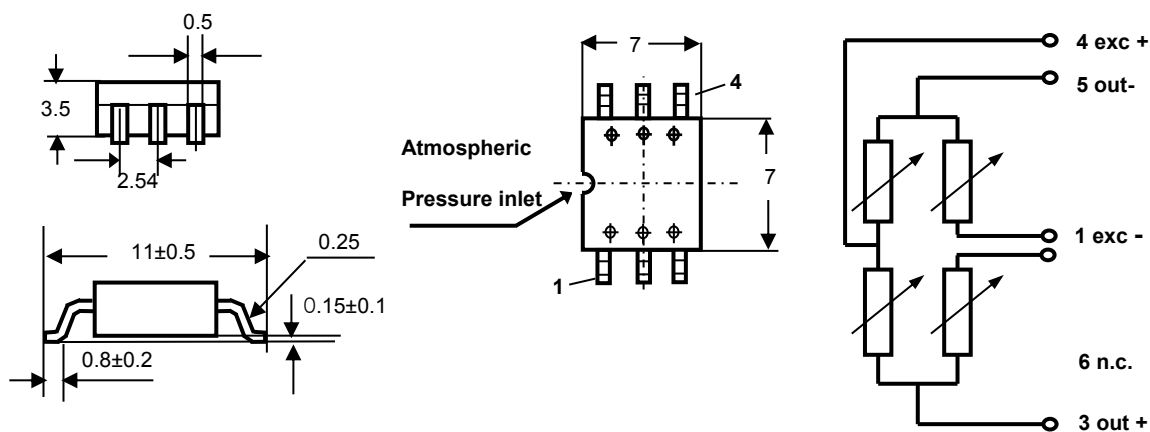 0.5
3.5
2.54
11±0.5
0.25
0.15±0.1
0.8±0.2
7
4
Atmospheric
Pressure inlet
7
1
4 exc +
5 out-
1 exc -
6 n.c.
3 out +